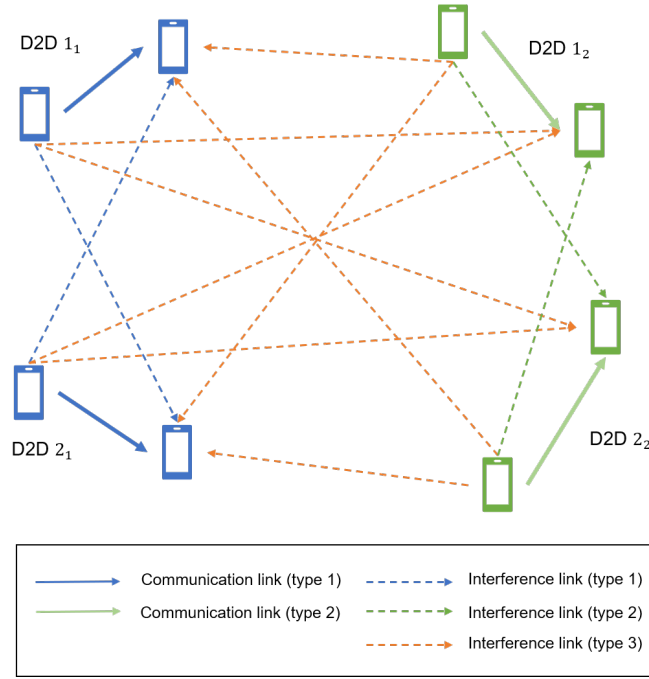 D2D 1₁
D2D 1₂
D2D 2₁
D2D 2₂
Communication link (type 1)
Interference link (type 1)
Communication link (type 2)
Interference link (type 2)
Interference link (type 3)